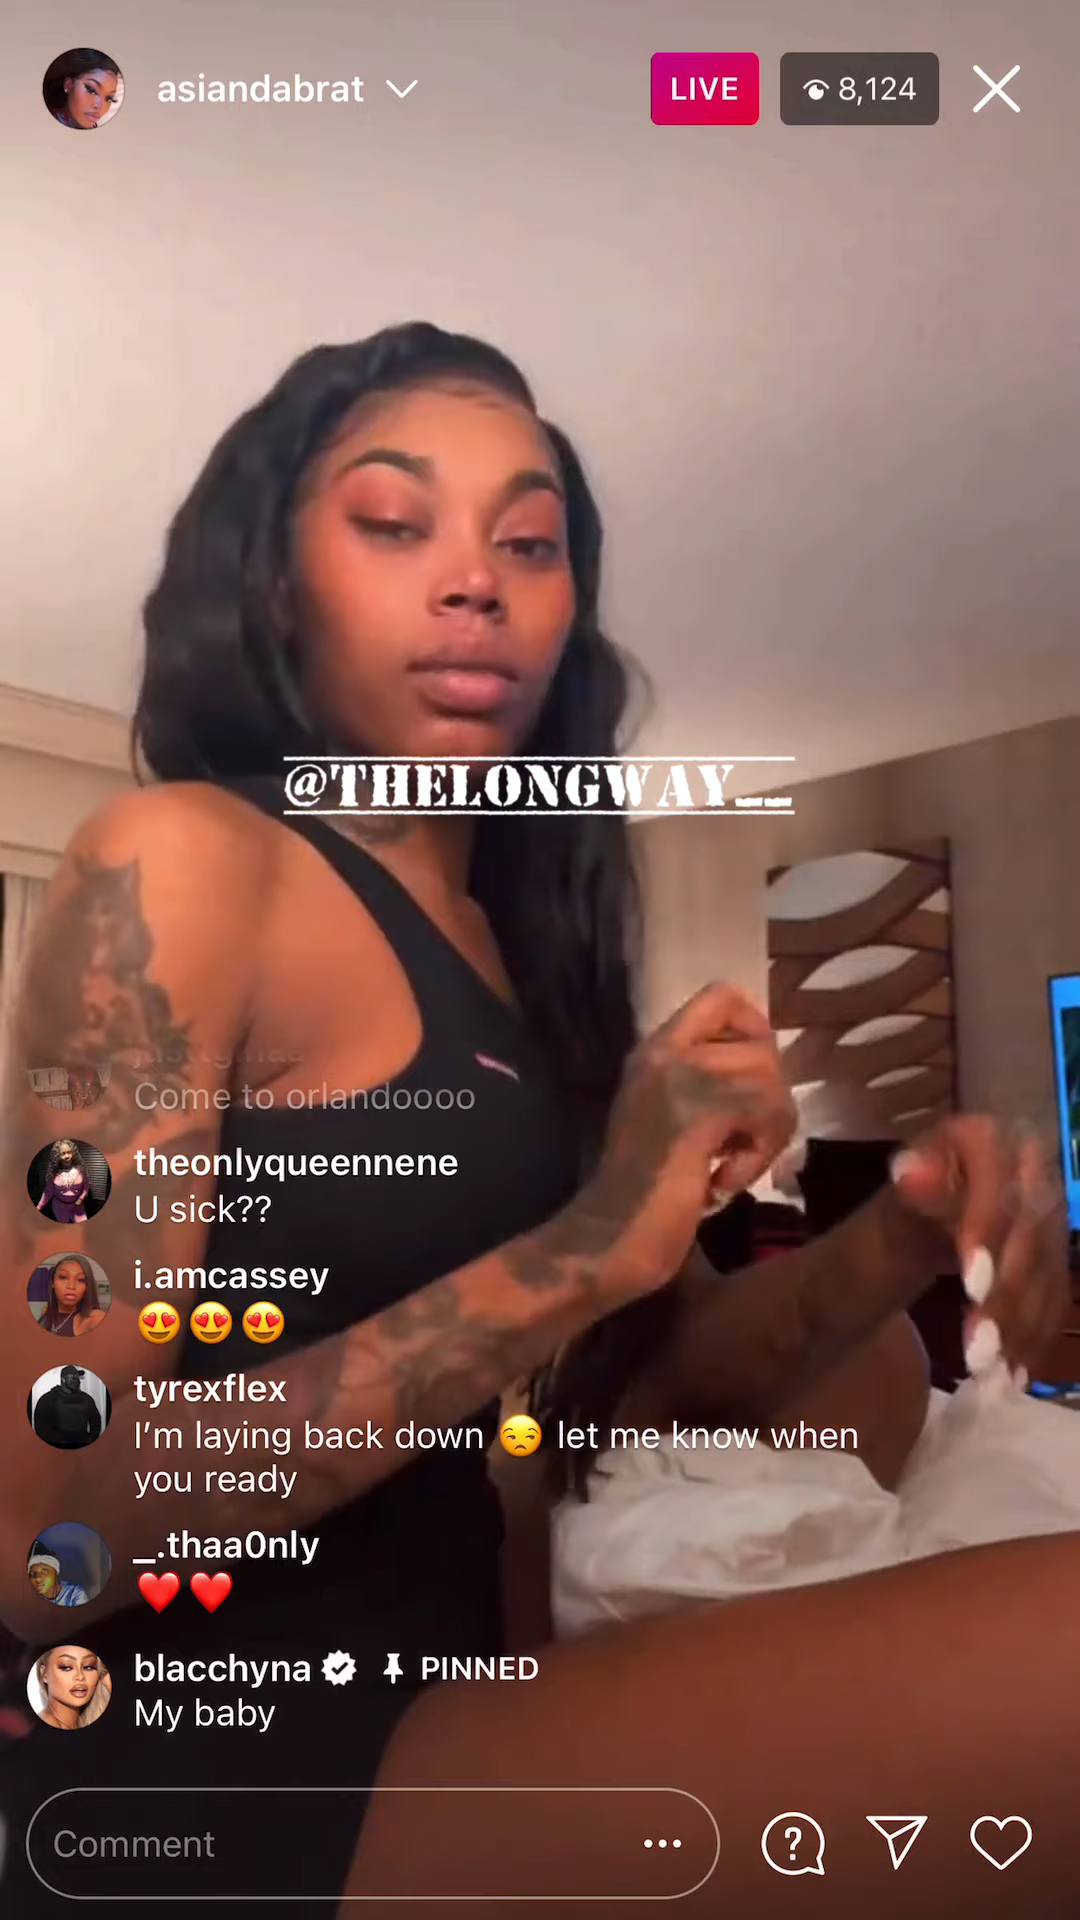 asiandabrat
LIVE
8,124
@THELONGWAY__
Come to orlandoooo
theonlyqueennene
U sick??
i.amcassey
😍😍😍
tyrexflex
I’m laying back down 😒 let me know when
you ready
_.thaa0nly
❤️❤️
blacchyna PINNED
My baby
Comment